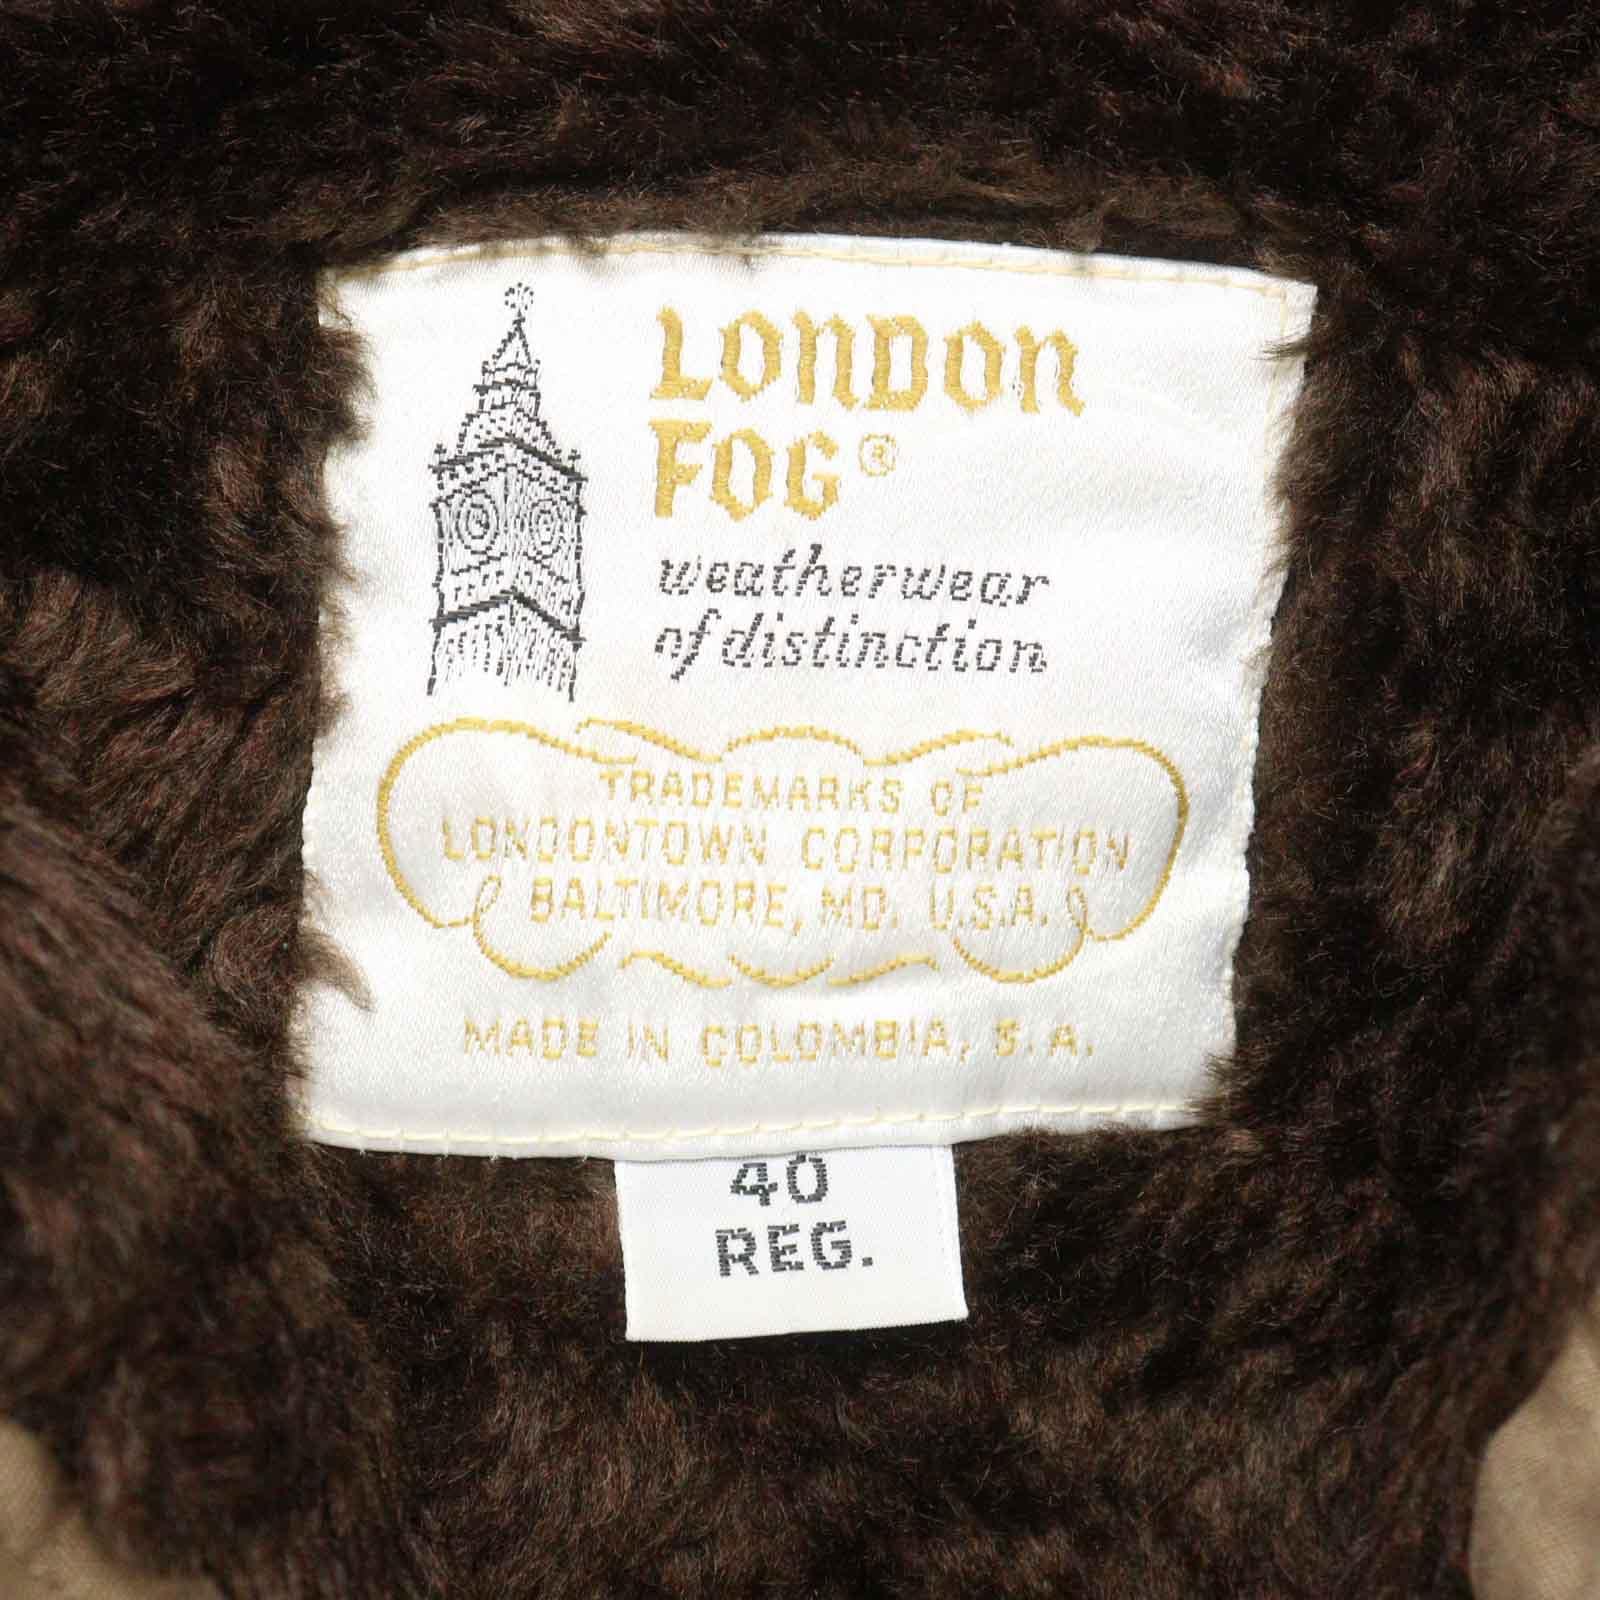 LONDON
FOG®
weatherwear
of distinction
TRADEMARKS OF
LONDONTOWN CORPORATION
BALTIMORE, MD. U.S.A.
MADE IN COLOMBIA, S.A.
40
REG.